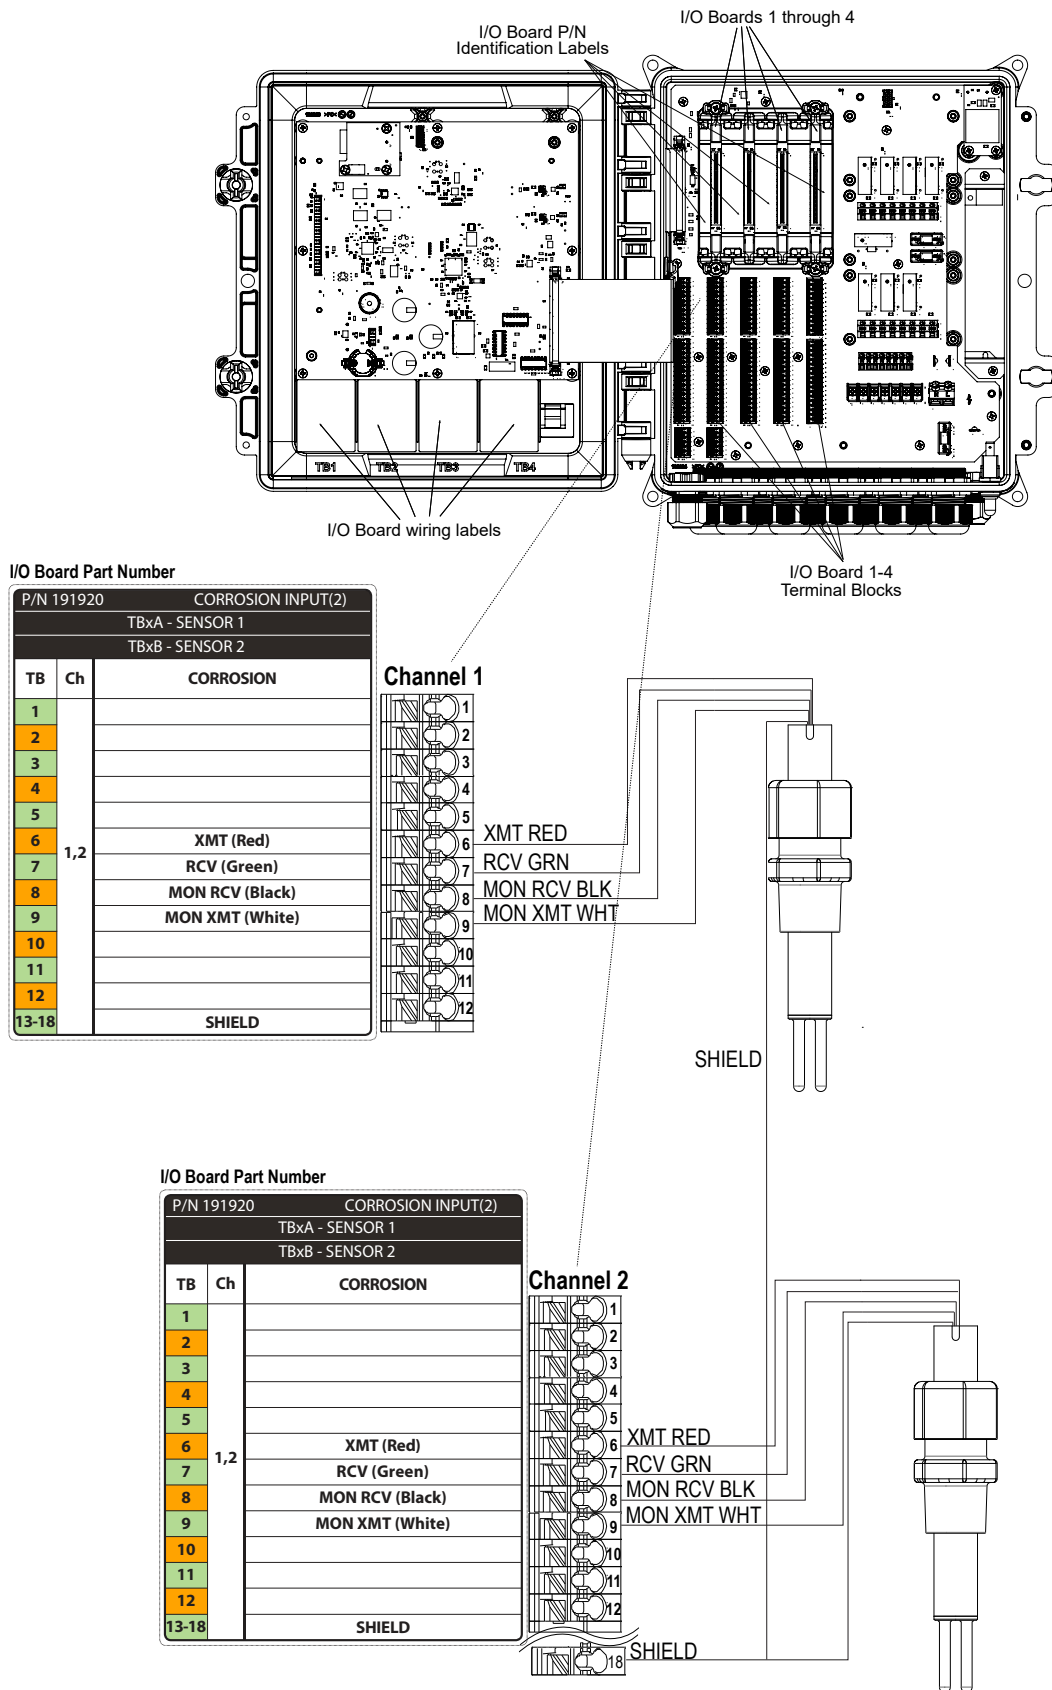 I/O Boards 1 through 4
I/O Board P/N
Identification Labels
TB1 TB2 TB3 TB4
I/O Board wiring labels
I/O Board 1-4
Terminal Blocks
I/O Board Part Number
P/N 191920 CORROSION INPUT(2)
TBxA - SENSOR 1
TBxB - SENSOR 2
TB Ch CORROSION
1
2
3
4
5
6 XMT (Red)
1,2
7 RCV (Green)
8 MON RCV (Black)
9 MON XMT (White)
10
11
12
13-18 SHIELD
Channel 1
1
2
3
4
5
6 XMT RED
7 RCV GRN
8 MON RCV BLK
9 MON XMT WHT
10
11
12
SHIELD
I/O Board Part Number
P/N 191920 CORROSION INPUT(2)
TBxA - SENSOR 1
TBxB - SENSOR 2
TB Ch CORROSION
1
2
3
4
5
6 XMT (Red)
1,2
7 RCV (Green)
8 MON RCV (Black)
9 MON XMT (White)
10
11
12
13-18 SHIELD
Channel 2
1
2
3
4
5
6 XMT RED
7 RCV GRN
8 MON RCV BLK
9 MON XMT WHT
10
11
12
18 SHIELD